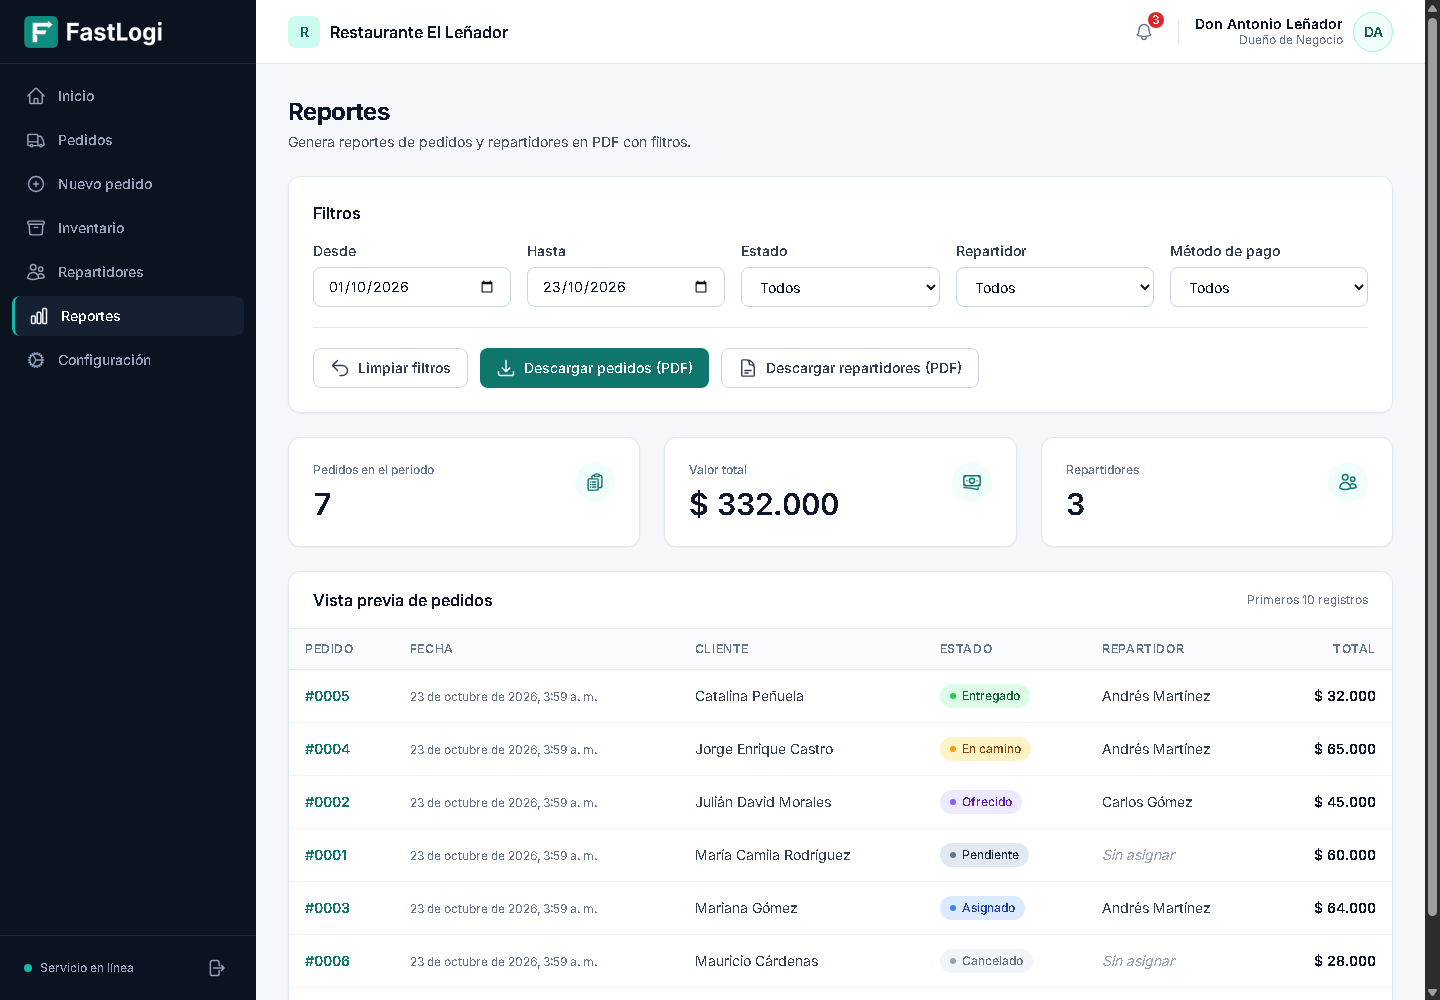 FastLogi
Inicio
Pedidos
Nuevo pedido
Inventario
Repartidores
Reportes
Configuración
Servicio en línea
R
Restaurante El Leñador
3
Don Antonio Leñador
Dueño de Negocio
DA
Reportes
Genera reportes de pedidos y repartidores en PDF con filtros.
Filtros
Desde Hasta Estado Repartidor Método de pago
01/10/2026 23/10/2026 Todos Todos Todos
Limpiar filtros Descargar pedidos (PDF) Descargar repartidores (PDF)
Pedidos en el periodo
7
Valor total
$ 332.000
Repartidores
3
Vista previa de pedidos Primeros 10 registros
PEDIDO FECHA CLIENTE ESTADO REPARTIDOR TOTAL
#0005 23 de octubre de 2026, 3:59 a. m. Catalina Peñuela Entregado Andrés Martínez $ 32.000
#0004 23 de octubre de 2026, 3:59 a. m. Jorge Enrique Castro En camino Andrés Martínez $ 65.000
#0002 23 de octubre de 2026, 3:59 a. m. Julián David Morales Ofrecido Carlos Gómez $ 45.000
#0001 23 de octubre de 2026, 3:59 a. m. María Camila Rodríguez Pendiente Sin asignar $ 60.000
#0003 23 de octubre de 2026, 3:59 a. m. Mariana Gómez Asignado Andrés Martínez $ 64.000
#0006 23 de octubre de 2026, 3:59 a. m. Mauricio Cárdenas Cancelado Sin asignar $ 28.000